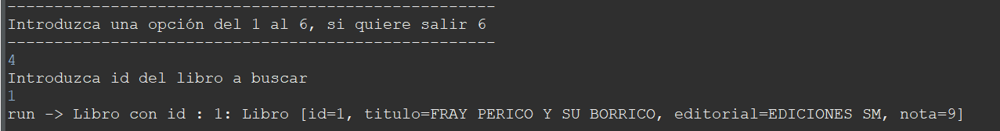 ----------------------------------------------------
Introduzca una opción del 1 al 6, si quiere salir 6
----------------------------------------------------
4
Introduzca id del libro a buscar
1
run -> Libro con id : 1: Libro [id=1, titulo=FRAY PERICO Y SU BORRICO, editorial=EDICIONES SM, nota=9]